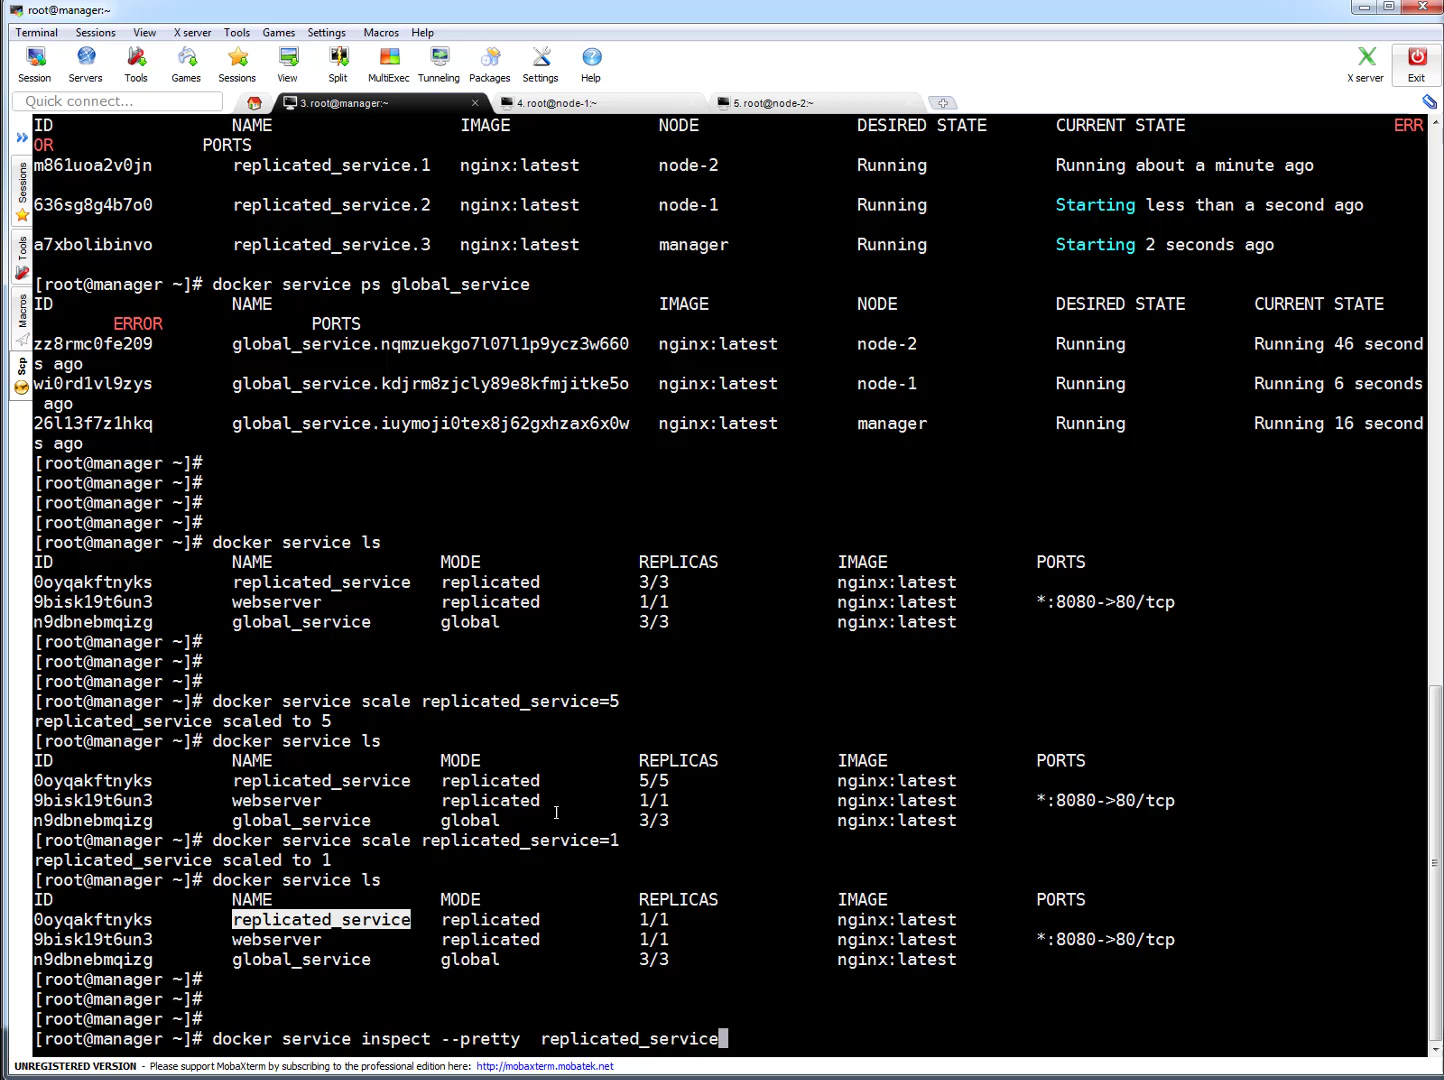 root@manager:~
Terminal Sessions View X server Tools Games Settings Macros Help
Session Servers Tools Games Sessions View Split MultiExec Tunneling Packages Settings Help X server Exit
Quick connect... 3. root@manager:~ 4. root@node-1:~ 5. root@node-2:~
Sessions
Tools
Macros
Scp
ID NAME IMAGE NODE DESIRED STATE CURRENT STATE ERR
OR PORTS
m861uoa2v0jn replicated_service.1 nginx:latest node-2 Running Running about a minute ago
636sg8g4b7o0 replicated_service.2 nginx:latest node-1 Running Starting less than a second ago
a7xbolibinvo replicated_service.3 nginx:latest manager Running Starting 2 seconds ago
[root@manager ~]# docker service ps global_service
ID NAME IMAGE NODE DESIRED STATE CURRENT STATE
ERROR PORTS
zz8rmc0fe209 global_service.nqmzuekgo7l07l1p9ycz3w660 nginx:latest node-2 Running Running 46 second
s ago
wi0rd1vl9zys global_service.kdjrm8zjcly89e8kfmjitke5o nginx:latest node-1 Running Running 6 seconds
ago
26l13f7z1hkq global_service.iuymoji0tex8j62gxhzax6x0w nginx:latest manager Running Running 16 second
s ago
[root@manager ~]#
[root@manager ~]#
[root@manager ~]#
[root@manager ~]#
[root@manager ~]# docker service ls
ID NAME MODE REPLICAS IMAGE PORTS
0oyqakftnyks replicated_service replicated 3/3 nginx:latest
9bisk19t6un3 webserver replicated 1/1 nginx:latest *:8080->80/tcp
n9dbnebmqizg global_service global 3/3 nginx:latest
[root@manager ~]#
[root@manager ~]#
[root@manager ~]#
[root@manager ~]# docker service scale replicated_service=5
replicated_service scaled to 5
[root@manager ~]# docker service ls
ID NAME MODE REPLICAS IMAGE PORTS
0oyqakftnyks replicated_service replicated 5/5 nginx:latest
9bisk19t6un3 webserver replicated 1/1 nginx:latest *:8080->80/tcp
n9dbnebmqizg global_service global 3/3 nginx:latest
[root@manager ~]# docker service scale replicated_service=1
replicated_service scaled to 1
[root@manager ~]# docker service ls
ID NAME MODE REPLICAS IMAGE PORTS
0oyqakftnyks replicated_service replicated 1/1 nginx:latest
9bisk19t6un3 webserver replicated 1/1 nginx:latest *:8080->80/tcp
n9dbnebmqizg global_service global 3/3 nginx:latest
[root@manager ~]#
[root@manager ~]#
[root@manager ~]#
[root@manager ~]# docker service inspect --pretty  replicated_service
UNREGISTERED VERSION - Please support MobaXterm by subscribing to the professional edition here: http://mobaxterm.mobatek.net